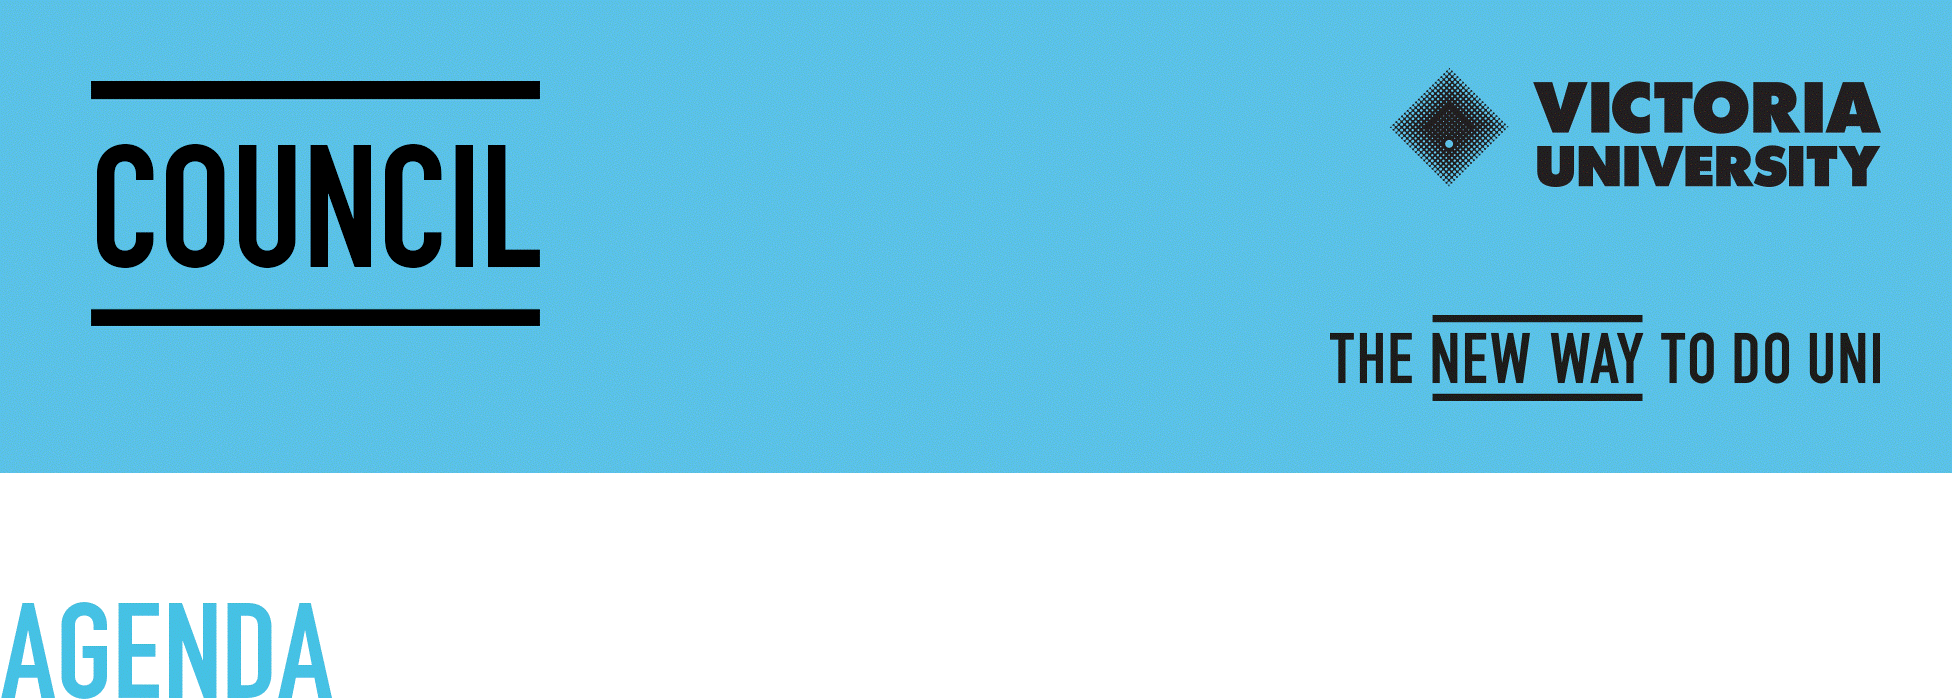 COUNCIL
VICTORIA
UNIVERSITY
THE NEW WAY TO DO UNI
AGENDA